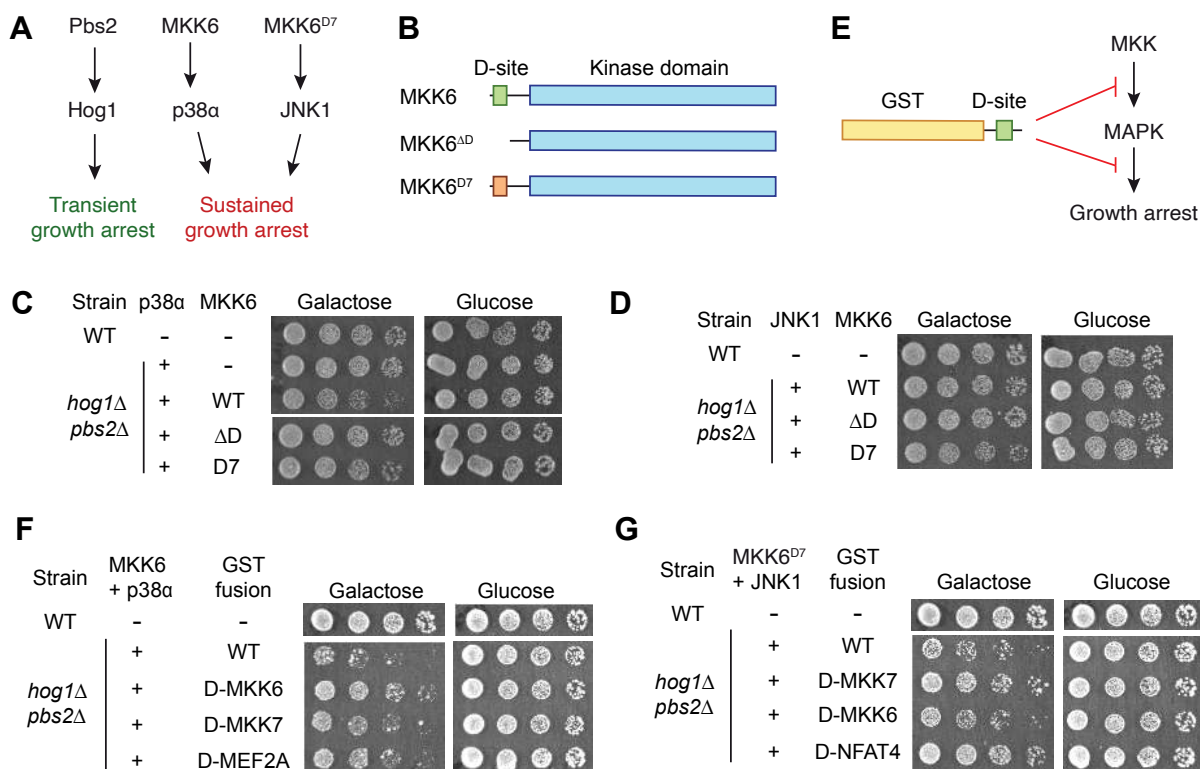 A
Pbs2 MKK6 MKK6D7
Hog1 p38α JNK1
Transient growth arrest
Sustained growth arrest
B
D-site Kinase domain
MKK6
MKK6ΔD
MKK6D7
E
MKK
GST D-site
MAPK
Growth arrest
C
Strain p38α MKK6 Galactose Glucose
WT - -
+ -
hog1Δ + WT
pbs2Δ + ΔD
+ D7
D
Strain JNK1 MKK6 Galactose Glucose
WT - -
+ WT
hog1Δ pbs2Δ + ΔD
+ D7
F
MKK6 GST
Strain + p38α fusion Galactose Glucose
WT - -
+ WT
hog1Δ + D-MKK6
pbs2Δ + D-MKK7
+ D-MEF2A
G
MKK6D7 GST
Strain + JNK1 fusion Galactose Glucose
WT - -
+ WT
hog1Δ + D-MKK7
pbs2Δ + D-MKK6
+ D-NFAT4